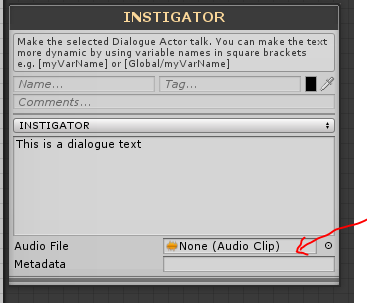 INSTIGATOR
Make the selected Dialogue Actor talk. You can make the text
more dynamic by using variable names in square brackets
e.g. [myVarName] or [Global/myVarName]
Name... Tag...
Comments...
INSTIGATOR
This is a dialogue text
Audio File None (Audio Clip)
Metadata